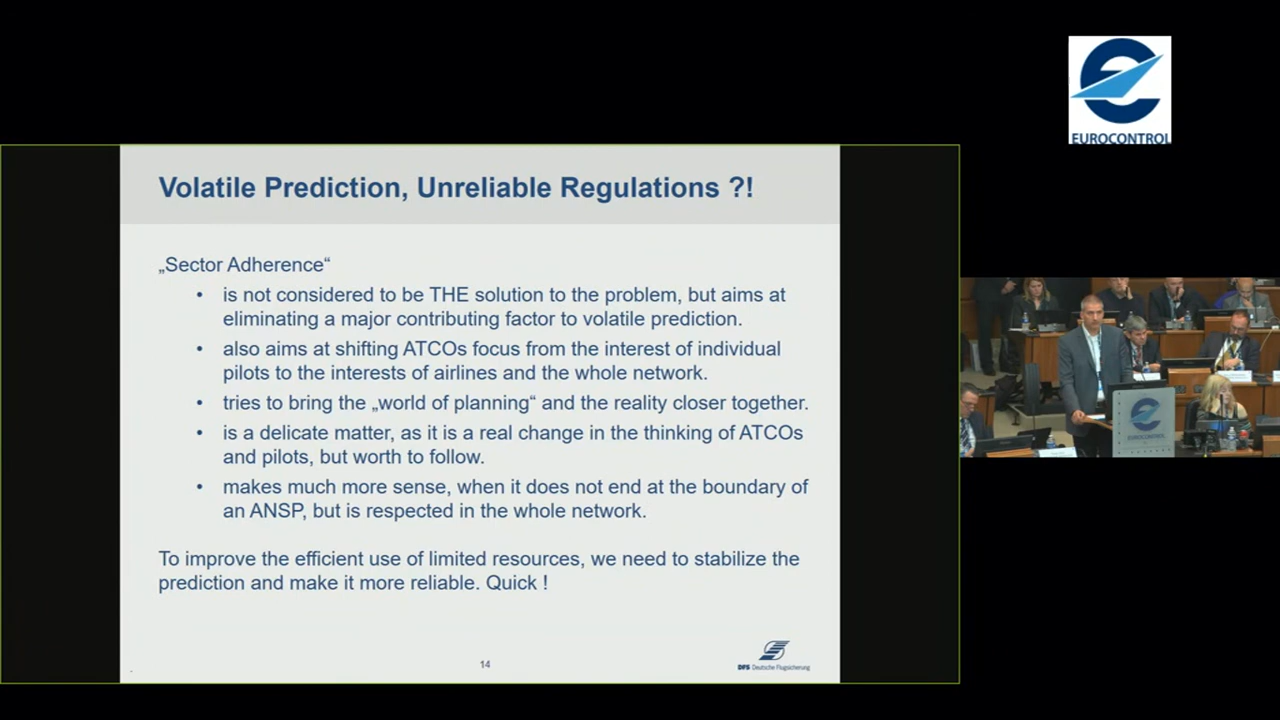 EUROCONTROL
Volatile Prediction, Unreliable Regulations ?!
„Sector Adherence“
• is not considered to be THE solution to the problem, but aims at
eliminating a major contributing factor to volatile prediction.
• also aims at shifting ATCOs focus from the interest of individual
pilots to the interests of airlines and the whole network.
• tries to bring the „world of planning“ and the reality closer together.
• is a delicate matter, as it is a real change in the thinking of ATCOs
and pilots, but worth to follow.
• makes much more sense, when it does not end at the boundary of
an ANSP, but is respected in the whole network.
To improve the efficient use of limited resources, we need to stabilize the
prediction and make it more reliable. Quick !
14
DFS Deutsche Flugsicherung
EUROCONTROL